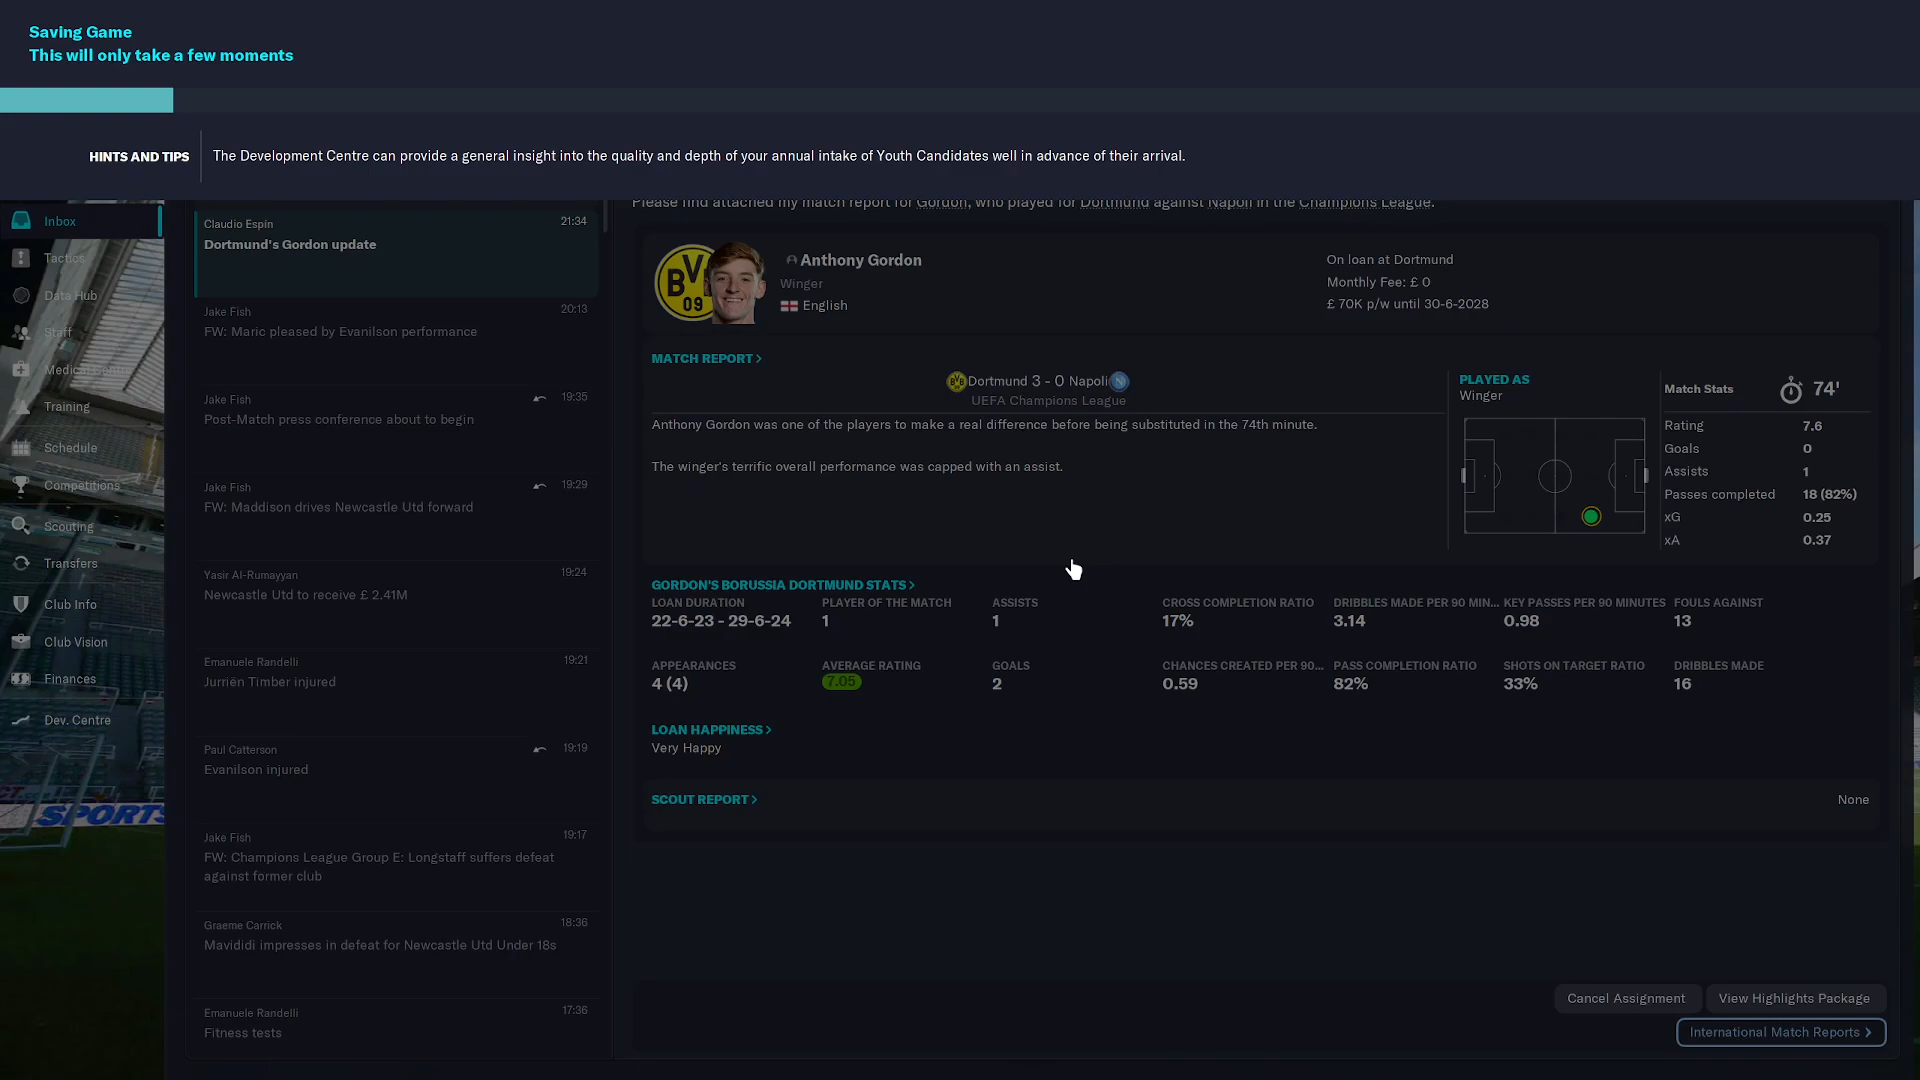 Saving Game
This will only take a few moments
HINTS AND TIPS
The Development Centre can provide a general insight into the quality and depth of your annual intake of Youth Candidates well in advance of their arrival.
Inbox
Tactics
Data Hub
Staff
Medical Centre
Training
Schedule
Competitions
Scouting
Transfers
Club Info
Club Vision
Finances
Dev. Centre
SPORTS
Claudio Espín 21:34
Dortmund's Gordon update
Jake Fish 20:13
FW: Maric pleased by Evanilson performance
Jake Fish 19:35
Post-Match press conference about to begin
Jake Fish 19:29
FW: Maddison drives Newcastle Utd forward
Yasir Al-Rumayyan 19:24
Newcastle Utd to receive £ 2.41M
Emanuele Randelli 19:21
Jurriën Timber injured
Paul Catterson 19:19
Evanilson injured
Jake Fish 19:17
FW: Champions League Group E: Longstaff suffers defeat
against former club
Graeme Carrick 18:36
Mavididi impresses in defeat for Newcastle Utd Under 18s
Emanuele Randelli 17:36
Fitness tests
Please find attached my match report for Gordon, who played for Dortmund against Napoli in the Champions League.
BVB 09
Anthony Gordon
Winger
English
On loan at Dortmund
Monthly Fee: £ 0
£ 70K p/w until 30-6-2028
MATCH REPORT >
Dortmund 3 - 0 Napoli
UEFA Champions League
Anthony Gordon was one of the players to make a real difference before being substituted in the 74th minute.
The winger's terrific overall performance was capped with an assist.
PLAYED AS
Winger
Match Stats 74'
Rating 7.6
Goals 0
Assists 1
Passes completed 18 (82%)
xG 0.25
xA 0.37
GORDON'S BORUSSIA DORTMUND STATS >
LOAN DURATION PLAYER OF THE MATCH ASSISTS CROSS COMPLETION RATIO DRIBBLES MADE PER 90 MIN... KEY PASSES PER 90 MINUTES FOULS AGAINST
22-6-23 - 29-6-24 1 1 17% 3.14 0.98 13
APPEARANCES AVERAGE RATING GOALS CHANCES CREATED PER 90... PASS COMPLETION RATIO SHOTS ON TARGET RATIO DRIBBLES MADE
4 (4) 7.05 2 0.59 82% 33% 16
LOAN HAPPINESS >
Very Happy
SCOUT REPORT > None
Cancel Assignment
View Highlights Package
International Match Reports >